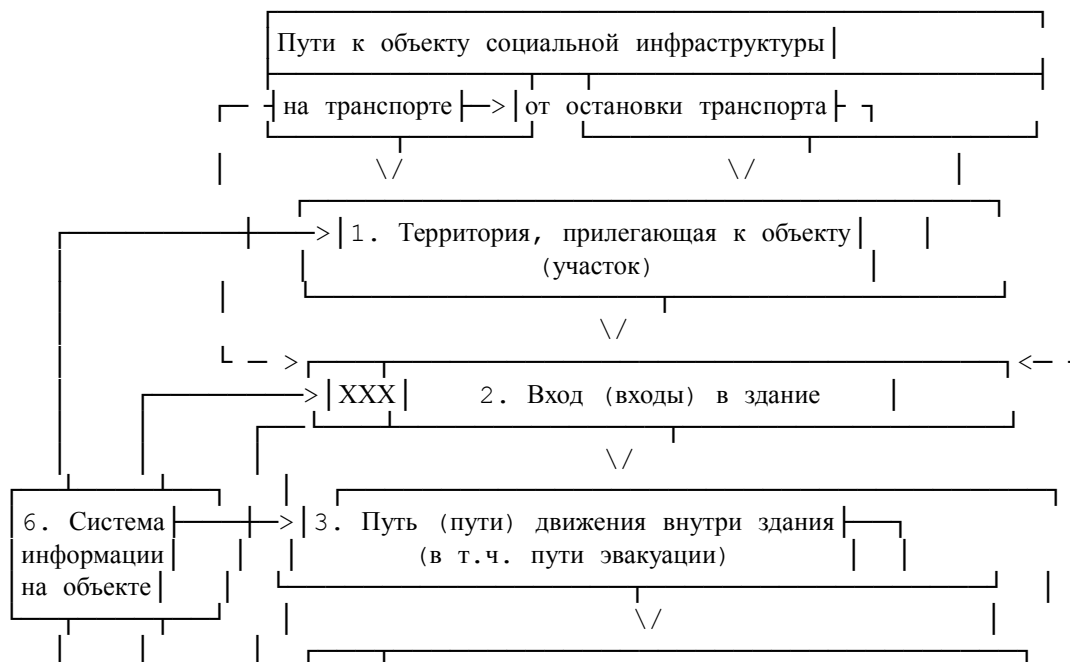 Пути к объекту социальной инфраструктуры
на транспорте
от остановки транспорта
1. Территория, прилегающая к объекту
(участок)
XXX
2. Вход (входы) в здание
6. Система
информации
на объекте
3. Путь (пути) движения внутри здания
(в т.ч. пути эвакуации)